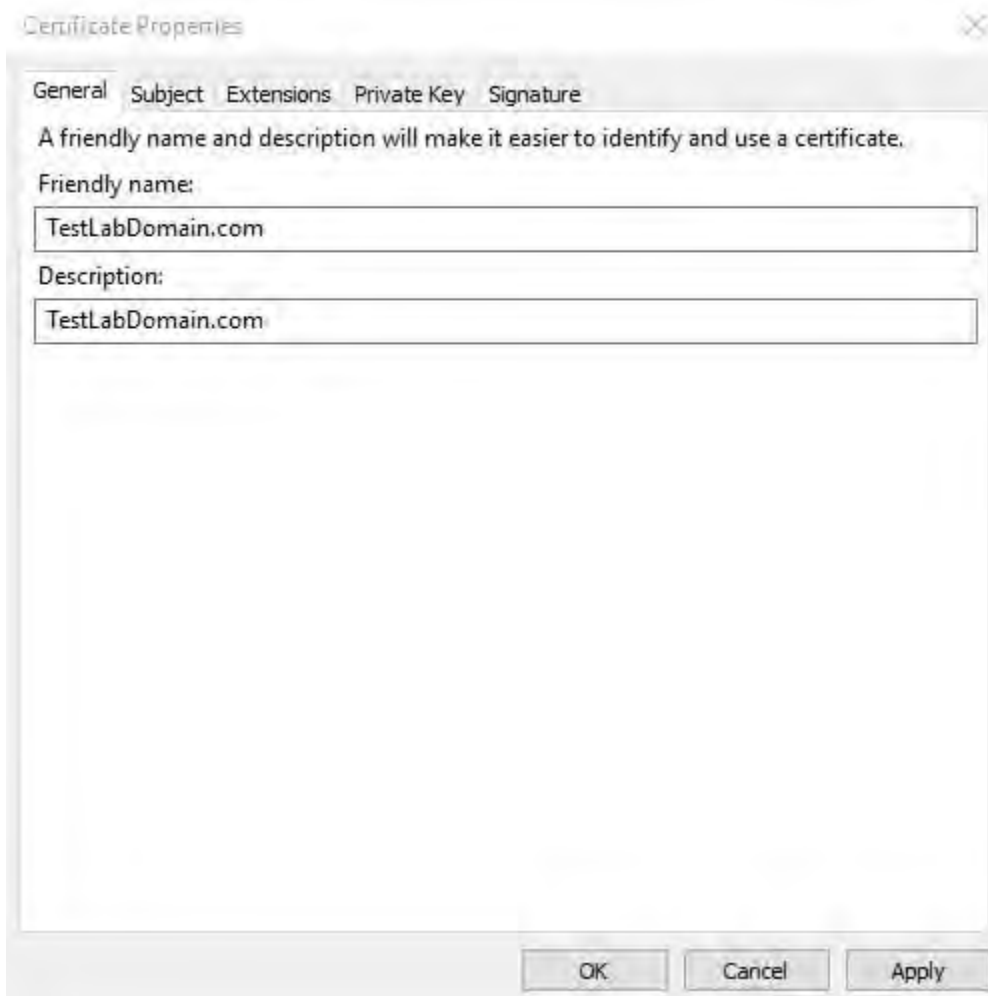 Certificate Properties
General Subject Extensions Private Key Signature
A friendly name and description will make it easier to identify and use a certificate.
Friendly name:
TestLabDomain.com
Description:
TestLabDomain.com
OK Cancel Apply